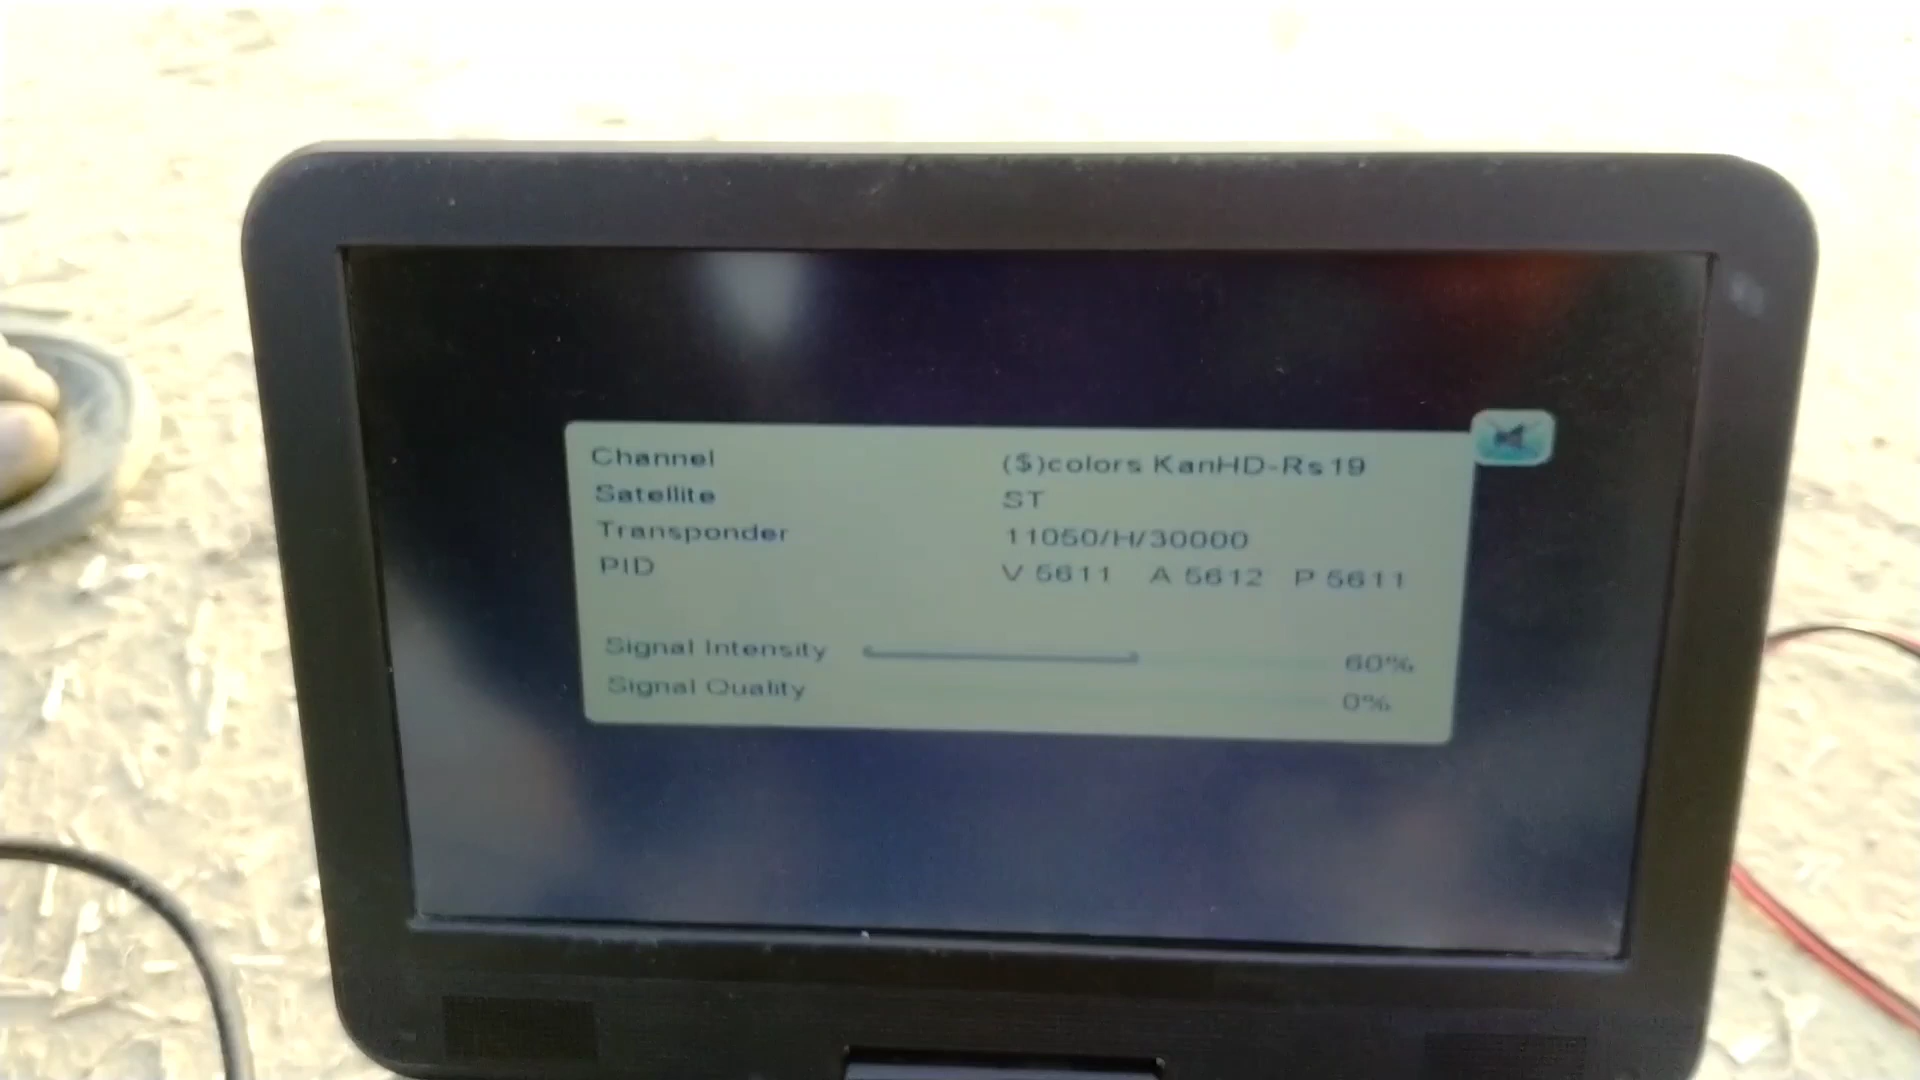 Channel ($)colors KanHD-Rs19
Satellite ST
Transponder 11050/H/30000
PID V 5611 A 5612 P 5611
Signal Intensity 60%
Signal Quality 0%